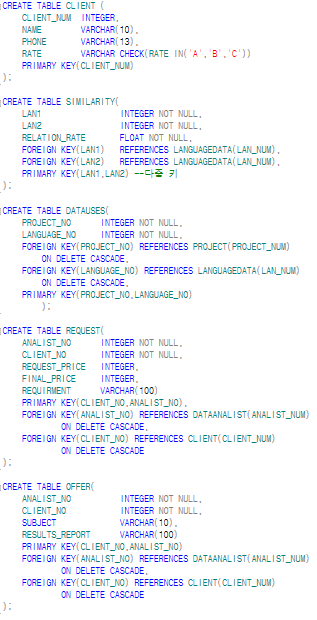 CREATE TABLE CLIENT (
CLIENT_NUM INTEGER,
NAME VARCHAR(10),
PHONE VARCHAR(13),
RATE VARCHAR CHECK(RATE IN('A','B','C'))
PRIMARY KEY(CLIENT_NUM)
);
CREATE TABLE SIMILARITY(
LAN1 INTEGER NOT NULL,
LAN2 INTEGER NOT NULL,
RELATION_RATE FLOAT NOT NULL,
FOREIGN KEY(LAN1) REFERENCES LANGUAGEDATA(LAN_NUM),
FOREIGN KEY(LAN2) REFERENCES LANGUAGEDATA(LAN_NUM),
PRIMARY KEY(LAN1,LAN2) --다중 키
);
CREATE TABLE DATAUSES(
PROJECT_NO INTEGER NOT NULL,
LANGUAGE_NO INTEGER NOT NULL,
FOREIGN KEY(PROJECT_NO) REFERENCES PROJECT(PROJECT_NUM)
ON DELETE CASCADE,
FOREIGN KEY(LANGUAGE_NO) REFERENCES LANGUAGEDATA(LAN_NUM)
ON DELETE CASCADE,
PRIMARY KEY(PROJECT_NO,LANGUAGE_NO)
);
CREATE TABLE REQUEST(
ANALIST_NO INTEGER NOT NULL,
CLIENT_NO INTEGER NOT NULL,
REQUEST_PRICE INTEGER,
FINAL_PRICE INTEGER,
REQUIRMENT VARCHAR(100)
PRIMARY KEY(CLIENT_NO,ANALIST_NO),
FOREIGN KEY(ANALIST_NO) REFERENCES DATAANALIST(ANALIST_NUM)
ON DELETE CASCADE,
FOREIGN KEY(CLIENT_NO) REFERENCES CLIENT(CLIENT_NUM)
ON DELETE CASCADE
);
CREATE TABLE OFFER(
ANALIST_NO INTEGER NOT NULL,
CLIENT_NO INTEGER NOT NULL,
SUBJECT VARCHAR(10),
RESULTS_REPORT VARCHAR(100)
PRIMARY KEY(CLIENT_NO,ANALIST_NO)
FOREIGN KEY(ANALIST_NO) REFERENCES DATAANALIST(ANALIST_NUM)
ON DELETE CASCADE,
FOREIGN KEY(CLIENT_NO) REFERENCES CLIENT(CLIENT_NUM)
ON DELETE CASCADE
);